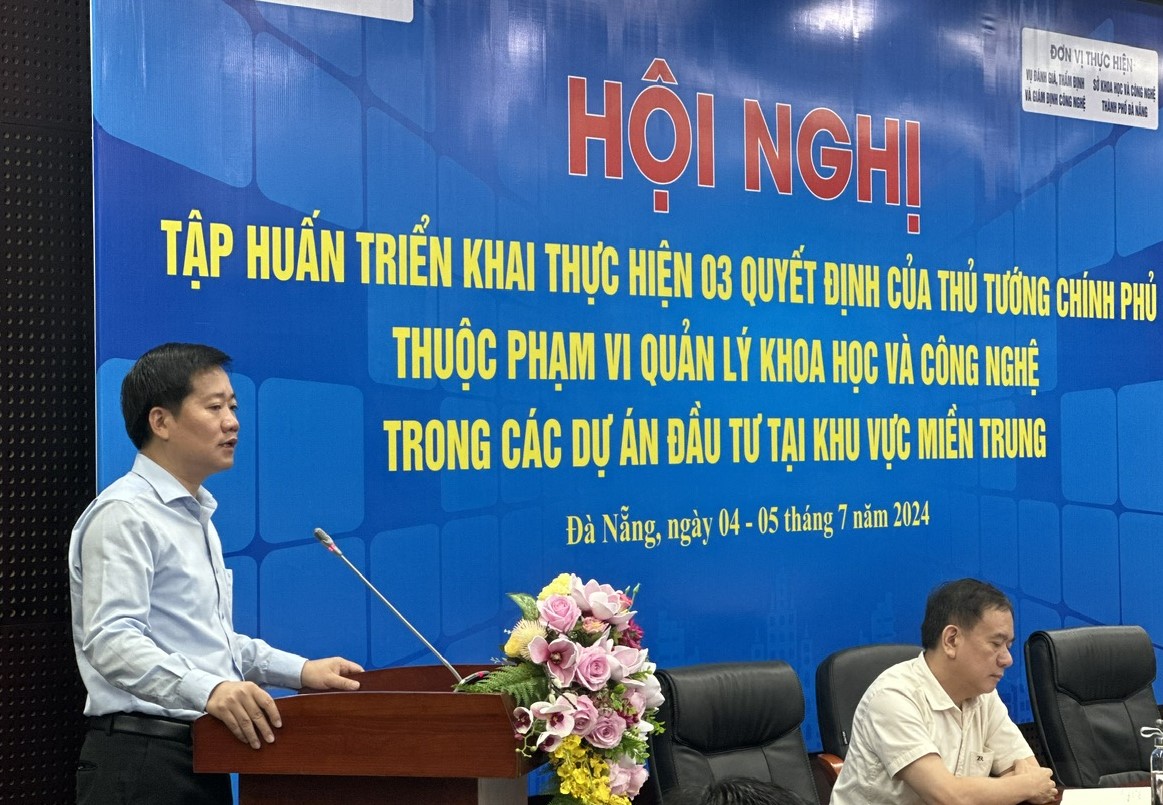 ĐƠN VỊ THỰC HIỆN
VỤ ĐÁNH GIÁ, THẨM ĐỊNH
VÀ GIÁM ĐỊNH CÔNG NGHỆ
SỞ KHOA HỌC VÀ CÔNG NGHỆ
THÀNH PHỐ ĐÀ NẴNG
HỘI NGHỊ
TẬP HUẤN TRIỂN KHAI THỰC HIỆN 03 QUYẾT ĐỊNH CỦA THỦ TƯỚNG CHÍNH PHỦ
THUỘC PHẠM VI QUẢN LÝ KHOA HỌC VÀ CÔNG NGHỆ
TRONG CÁC DỰ ÁN ĐẦU TƯ TẠI KHU VỰC MIỀN TRUNG
Đà Nẵng, ngày 04 - 05 tháng 7 năm 2024